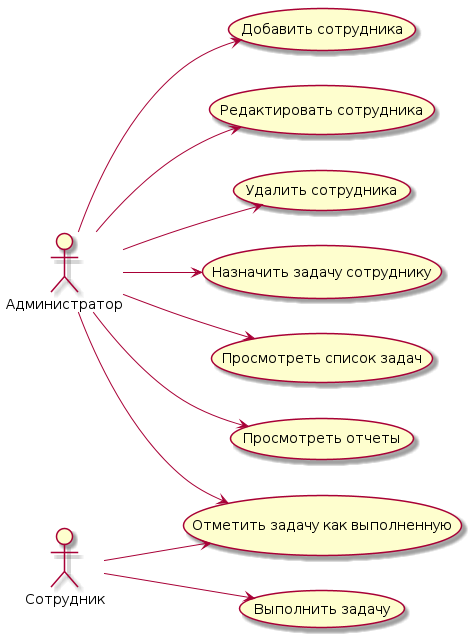 Добавить сотрудника
Редактировать сотрудника
Удалить сотрудника
Назначить задачу сотруднику
Администратор
Просмотреть список задач
Просмотреть отчеты
Отметить задачу как выполненную
Сотрудник
Выполнить задачу